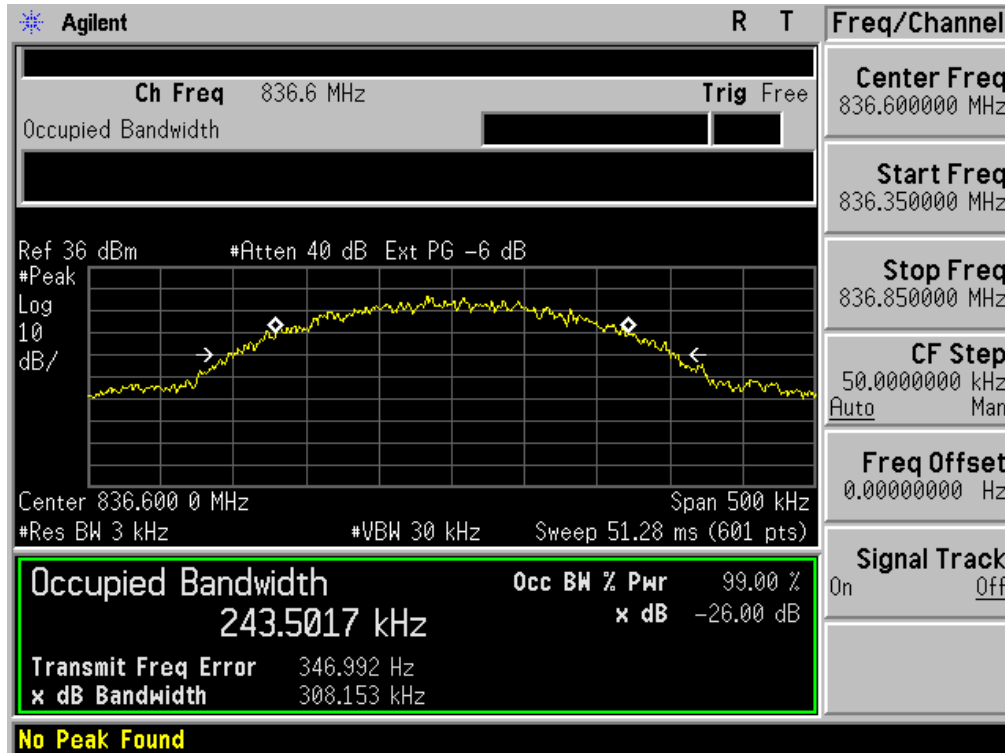 Agilent R T Freq/Channel
Ch Freq 836.6 MHz Trig Free
Occupied Bandwidth
Center Freq
836.600000 MHz
Start Freq
836.350000 MHz
Stop Freq
836.850000 MHz
CF Step
50.0000000 kHz
Auto Man
Freq Offset
0.00000000 Hz
Signal Track
On Off
Ref 36 dBm #Atten 40 dB Ext PG -6 dB
#Peak
Log
10
dB/
Center 836.600 0 MHz Span 500 kHz
#Res BW 3 kHz #VBW 30 kHz Sweep 51.28 ms (601 pts)
Occupied Bandwidth Occ BW % Pwr 99.00 %
243.5017 kHz x dB -26.00 dB
Transmit Freq Error 346.992 Hz
x dB Bandwidth 308.153 kHz
No Peak Found